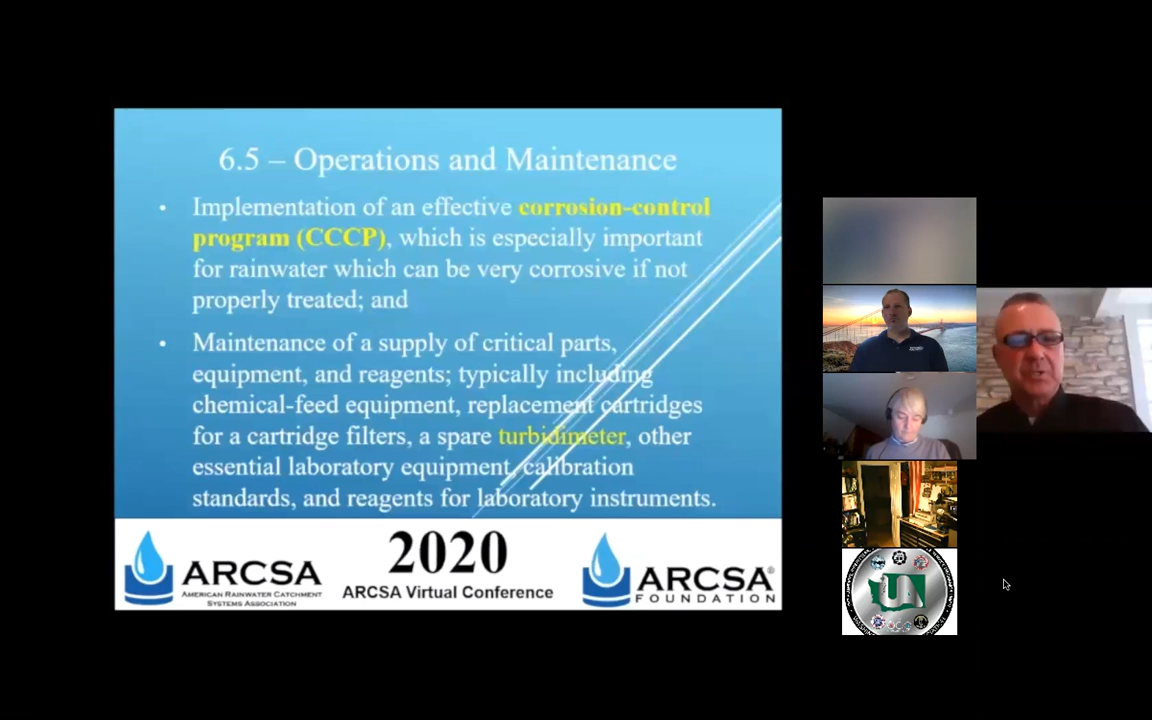 6.5 – Operations and Maintenance
• Implementation of an effective corrosion-control
program (CCCP), which is especially important
for rainwater which can be very corrosive if not
properly treated; and
• Maintenance of a supply of critical parts,
equipment, and reagents; typically including
chemical-feed equipment, replacement cartridges
for a cartridge filters, a spare turbidimeter, other
essential laboratory equipment, calibration
standards, and reagents for laboratory instruments.
ARCSA
AMERICAN RAINWATER CATCHMENT
SYSTEMS ASSOCIATION
2020
ARCSA Virtual Conference
ARCSA®
FOUNDATION